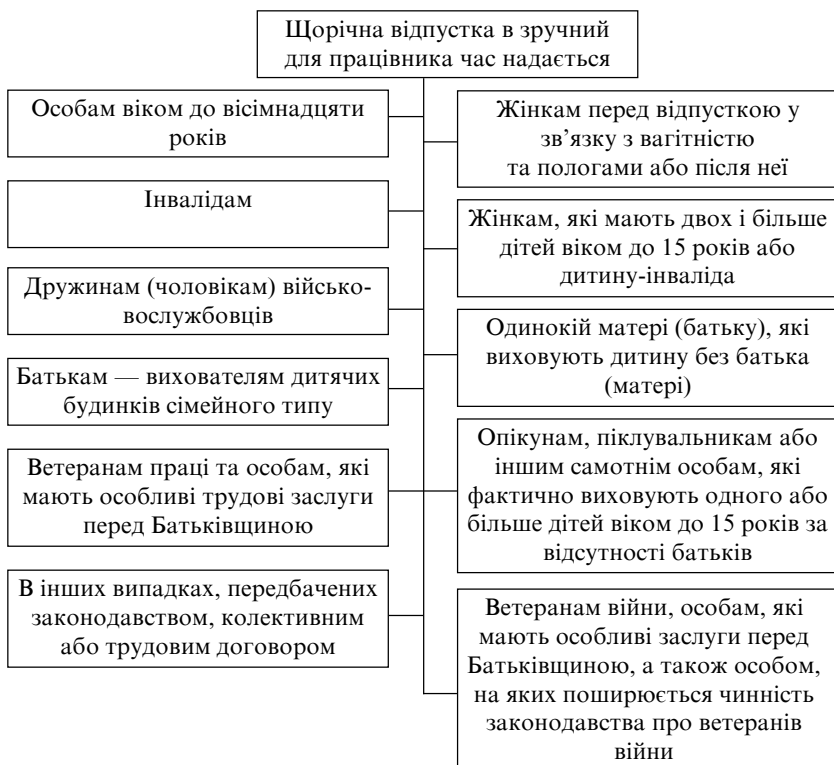 Щорічна відпустка в зручний
для працівника час надається
Особам віком до вісімнадцяти
років
Інвалідам
Дружинам (чоловікам) військо-
вослужбовців
Батькам — вихователям дитячих
будинків сімейного типу
Ветеранам праці та особам, які
мають особливі трудові заслуги
перед Батьківщиною
В інших випадках, передбачених
законодавством, колективним
або трудовим договором
Жінкам перед відпусткою у
зв'язку з вагітністю
та пологами або після неї
Жінкам, які мають двох і більше
дітей віком до 15 років або
дитину-інваліда
Одинокій матері (батьку), які
виховують дитину без батька
(матері)
Опікунам, піклувальникам або
іншим самотнім особам, які
фактично виховують одного або
більше дітей віком до 15 років за
відсутності батьків
Ветеранам війни, особам, які
мають особливі заслуги перед
Батьківщиною, а також особом,
на яких поширюється чинність
законодавства про ветеранів
війни